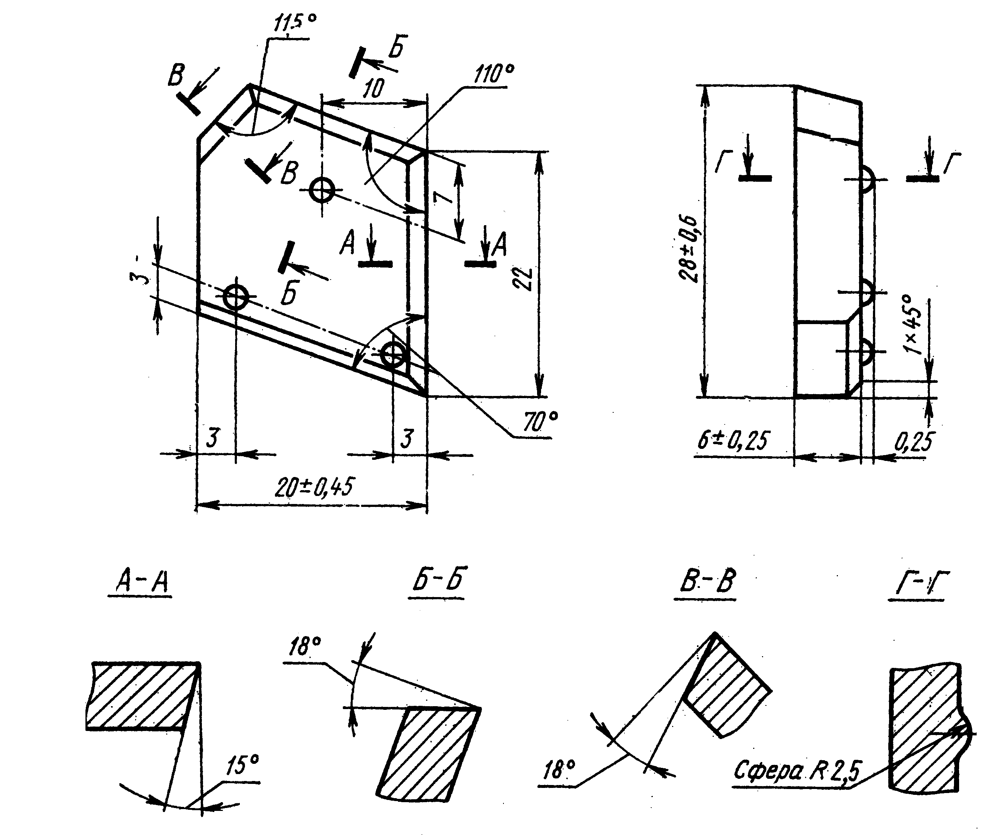 115°
Б
В
110°
10
Г
Г
В
7
28±0,6
А
А
3
22
Б
1×45°
70°
3
3
6±0,25
0,25
20±0,45
А-А
Б-Б
В-В
Г-Г
18°
15°
18°
Сфера R 2,5